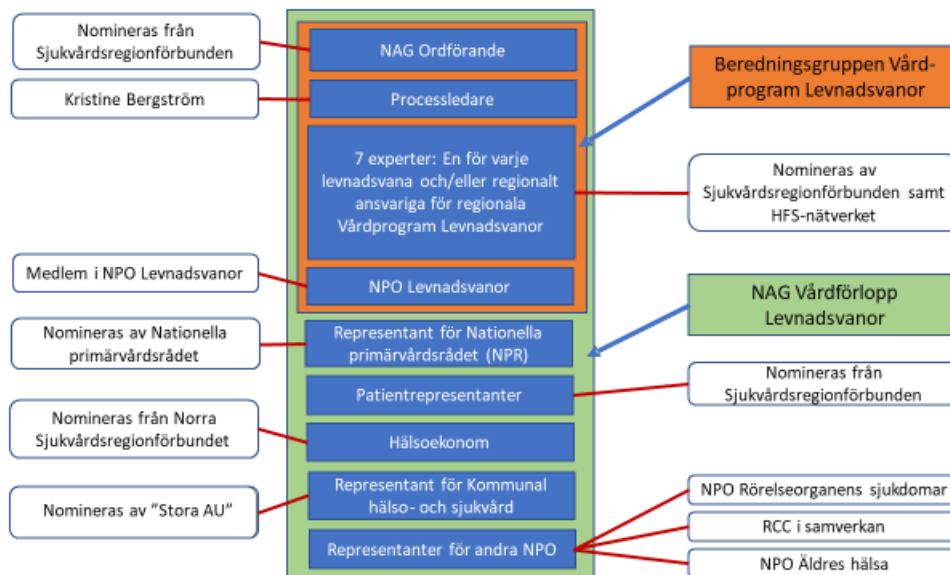 Nomineras från
Sjukvårdsregionförbunden
NAG Ordförande
Kristine Bergström
Processledare
7 experter: En för varje
levnadsvana och/eller regionalt
ansvariga för regionala
Vårdprogram Levnadsvanor
Medlem i NPO Levnadsvanor
NPO Levnadsvanor
Nomineras av Nationella
primärvårdsrådet
Representant för Nationella
primärvårdsrådet (NPR)
Patientrepresentanter
Nomineras från Norra
Sjukvårdsregionförbundet
Hälsoekonom
Nomineras av "Stora AU"
Representant för Kommunal
hälso- och sjukvård
Representanter för andra NPO
Beredningsgruppen Vård-
program Levnadsvanor
Nomineras av
Sjukvårdsregionförbunden samt
HFS-nätverket
NAG Vårdförlopp
Levnadsvanor
Nomineras från
Sjukvårdsregionförbunden
NPO Rörelseorganens sjukdomar
RCC i samverkan
NPO Äldres hälsa